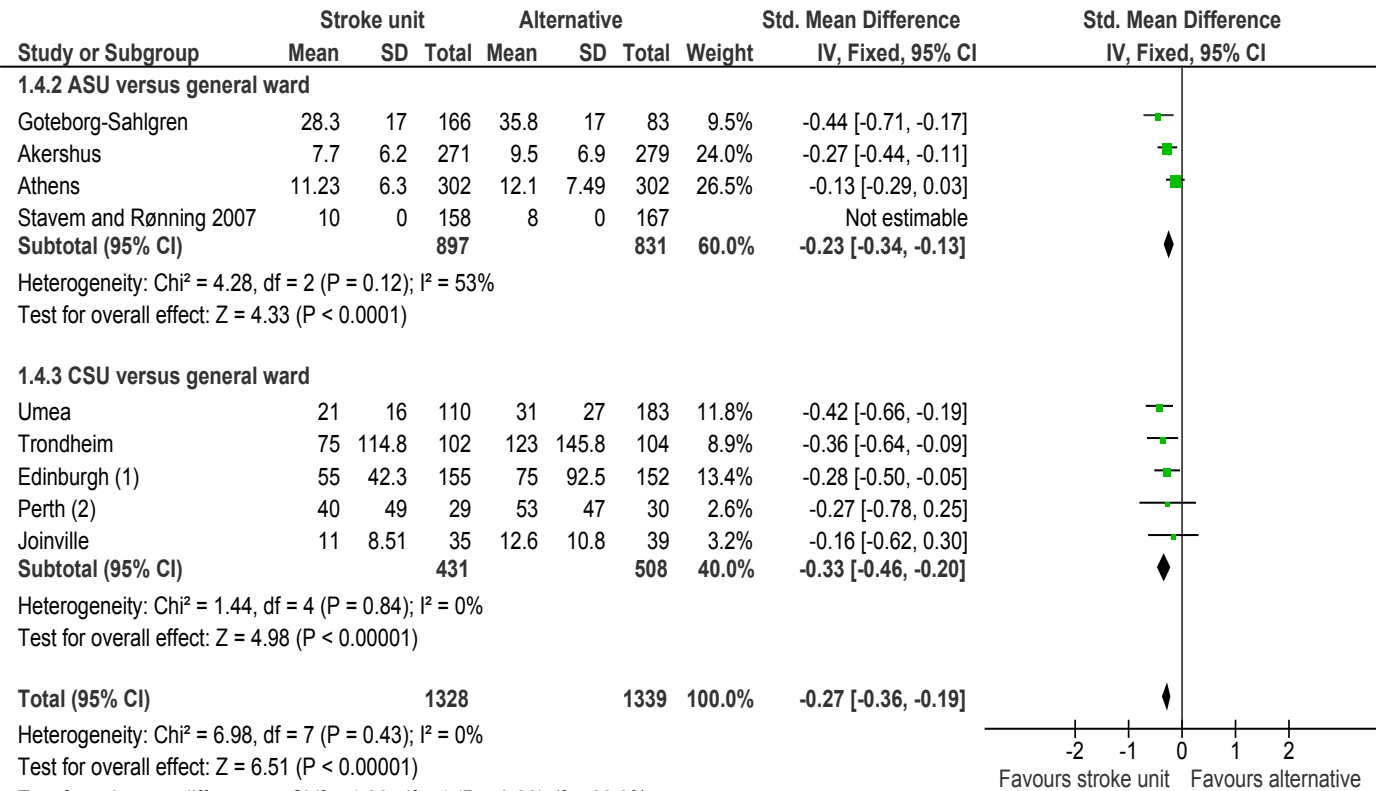 Stroke unit Alternative Std. Mean Difference Std. Mean Difference
Study or Subgroup Mean SD Total Mean SD Total Weight IV, Fixed, 95% CI IV, Fixed, 95% CI
1.4.2 ASU versus general ward
Goteborg-Sahlgren 28.3 17 166 35.8 17 83 9.5% -0.44 [-0.71, -0.17]
Akershus 7.7 6.2 271 9.5 6.9 279 24.0% -0.27 [-0.44, -0.11]
Athens 11.23 6.3 302 12.1 7.49 302 26.5% -0.13 [-0.29, 0.03]
Stavem and Rønning 2007 10 0 158 8 0 167 Not estimable
Subtotal (95% CI) 897 831 60.0% -0.23 [-0.34, -0.13]
Heterogeneity: Chi² = 4.28, df = 2 (P = 0.12); I² = 53%
Test for overall effect: Z = 4.33 (P < 0.0001)
1.4.3 CSU versus general ward
Umea 21 16 110 31 27 183 11.8% -0.42 [-0.66, -0.19]
Trondheim 75 114.8 102 123 145.8 104 8.9% -0.36 [-0.64, -0.09]
Edinburgh (1) 55 42.3 155 75 92.5 152 13.4% -0.28 [-0.50, -0.05]
Perth (2) 40 49 29 53 47 30 2.6% -0.27 [-0.78, 0.25]
Joinville 11 8.51 35 12.6 10.8 39 3.2% -0.16 [-0.62, 0.30]
Subtotal (95% CI) 431 508 40.0% -0.33 [-0.46, -0.20]
Heterogeneity: Chi² = 1.44, df = 4 (P = 0.84); I² = 0%
Test for overall effect: Z = 4.98 (P < 0.00001)
Total (95% CI) 1328 1339 100.0% -0.27 [-0.36, -0.19]
Heterogeneity: Chi² = 6.98, df = 7 (P = 0.43); I² = 0%
Test for overall effect: Z = 6.51 (P < 0.00001)
-2 -1 0 1 2
Favours stroke unit Favours alternative